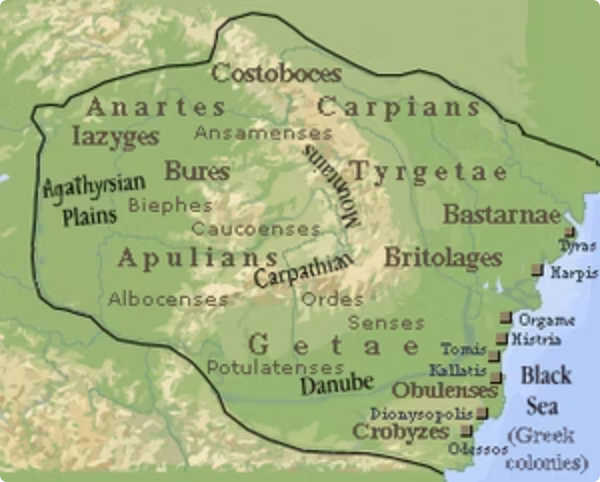 Costoboces
Anartes
Carpians
Iazyges
Ansamenses
Mountains
Bures
Tyrgetae
Agathyrsian
Plains
Biephes
Bastarnae
Caucoenses
Tyras
Apulians
Carpathian
Britolages
Harpis
Albocenses
Ordes
Senses
Orgame
Histria
Getae
Tomis
Potulatenses
Kallatis
Danube
Obulenses
Black
Sea
Dionysopolis
Crobyzes
(Greek
colonies)
Odessos